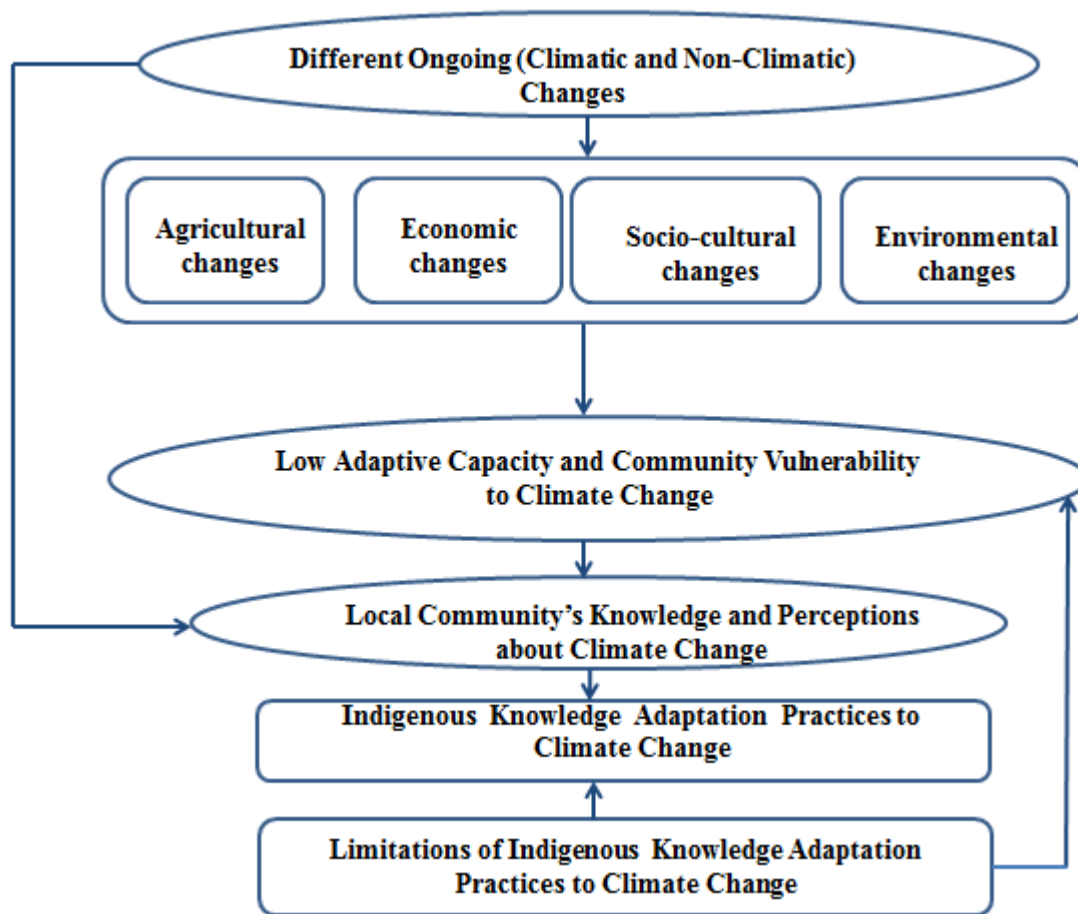 Different Ongoing (Climatic and Non-Climatic)
Changes
Agricultural
changes
Economic
changes
Socio-cultural
changes
Environmental
changes
Low Adaptive Capacity and Community Vulnerability
to Climate Change
Local Community’s Knowledge and Perceptions
about Climate Change
Indigenous Knowledge Adaptation Practices to
Climate Change
Limitations of Indigenous Knowledge Adaptation
Practices to Climate Change